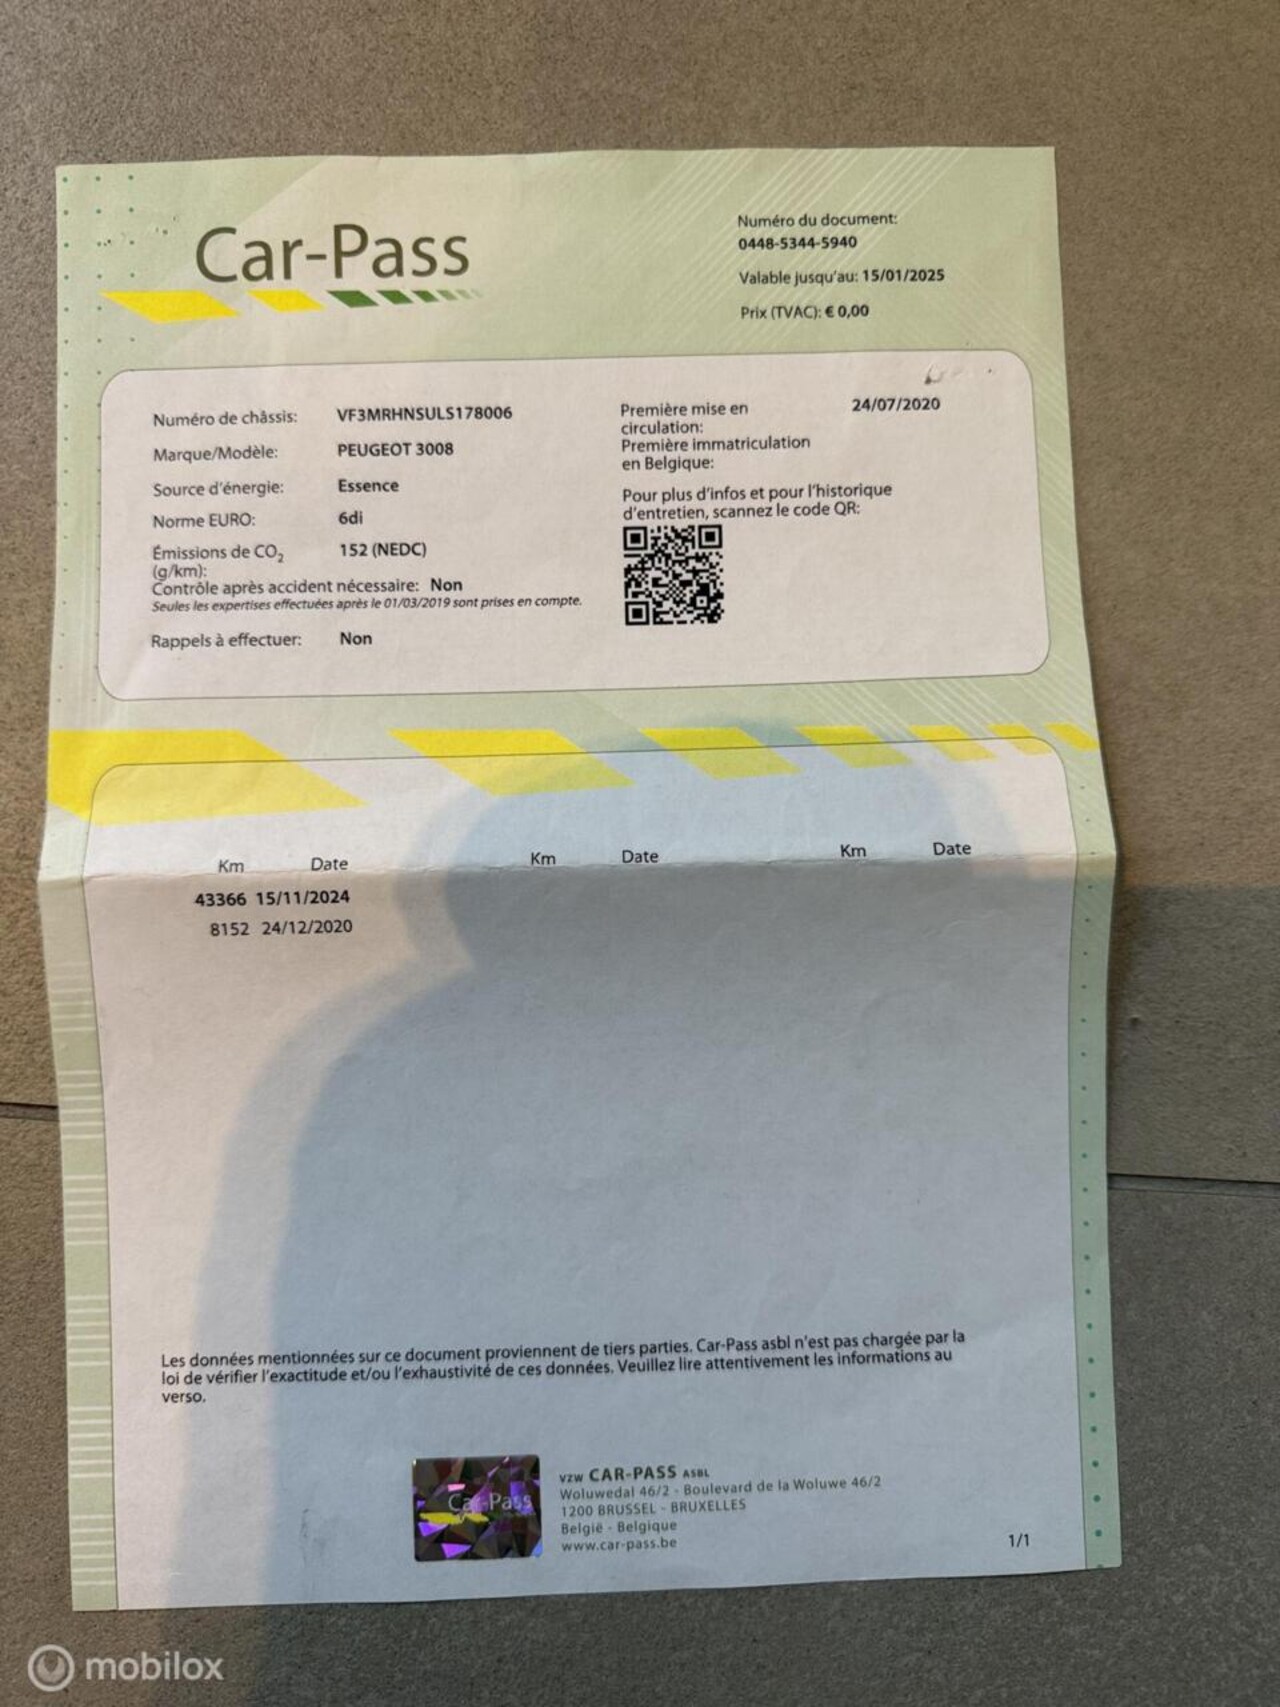 Car-Pass
Numéro du document:
0448-5344-5940
Valable jusqu'au: 15/01/2025
Prix (TVAC): € 0,00
Numéro de châssis: VF3MRHNSULS178006
Marque/Modèle: PEUGEOT 3008
Source d'énergie: Essence
Norme EURO: 6di
Émissions de CO2 152 (NEDC)
(g/km):
Contrôle après accident nécessaire: Non
Seules les expertises effectuées après le 01/03/2019 sont prises en compte.
Rappels à effectuer: Non
Première mise en 24/07/2020
circulation:
Première immatriculation
en Belgique:
Pour plus d'infos et pour l'historique
d'entretien, scannez le code QR:
Km Date Km Date Km Date
43366 15/11/2024
8152 24/12/2020
Les données mentionnées sur ce document proviennent de tiers parties. Car-Pass asbl n'est pas chargée par la
loi de vérifier l'exactitude et/ou l'exhaustivité de ces données. Veuillez lire attentivement les informations au
verso.
Car-Pass
VZW CAR-PASS ASBL
Woluwedal 46/2 - Boulevard de la Woluwe 46/2
1200 BRUSSEL - BRUXELLES
België - Belgique
www.car-pass.be
1/1
mobilox